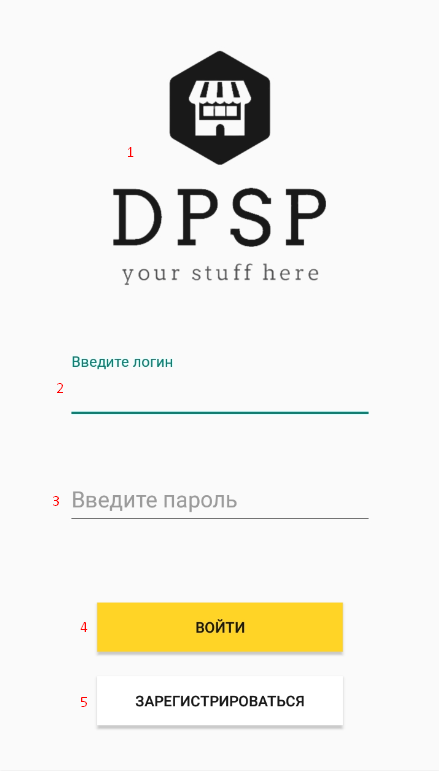 1
DPSP
your stuff here
Введите логин
2
3 Введите пароль
4 ВОЙТИ
5 ЗАРЕГИСТРИРОВАТЬСЯ